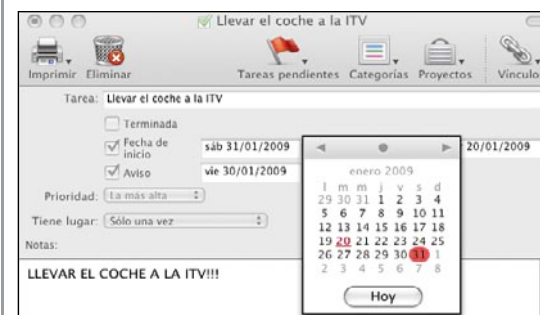 Llevar el coche a la ITV
Imprimir Eliminar Tareas pendientes Categorías Proyectos Vínculo
Tarea: Llevar el coche a la ITV
Terminada
Fecha de inicio sáb 31/01/2009 20/01/2009
Aviso vie 30/01/2009
enero 2009
l m m j v s d
29 30 31 1 2 3 4
5 6 7 8 9 10 11
12 13 14 15 16 17 18
19 20 21 22 23 24 25
26 27 28 29 30 31 1
2 3 4 5 6 7 8
Hoy
Prioridad: La más alta
Tiene lugar: Sólo una vez
Notas:
LLEVAR EL COCHE A LA ITV!!!